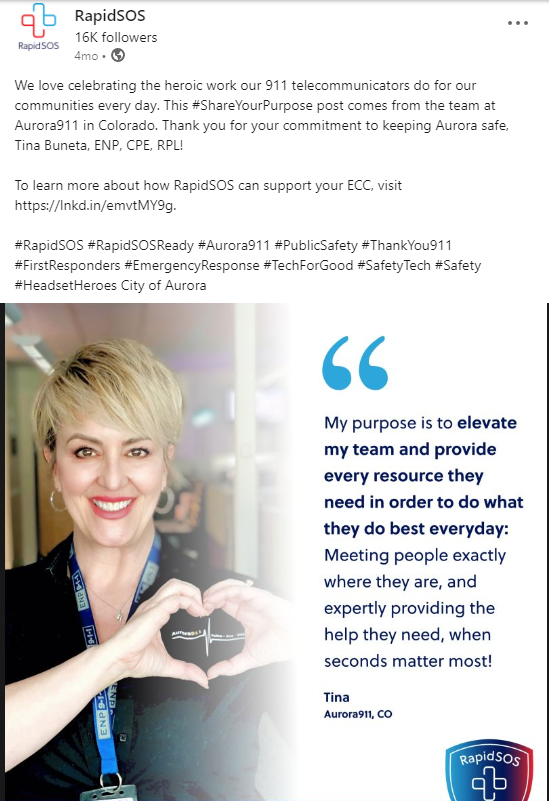 RapidSOS
RapidSOS
16K followers
4mo •
We love celebrating the heroic work our 911 telecommunicators do for our
communities every day. This #ShareYourPurpose post comes from the team at
Aurora911 in Colorado. Thank you for your commitment to keeping Aurora safe,
Tina Buneta, ENP, CPE, RPL!
To learn more about how RapidSOS can support your ECC, visit
https://lnkd.in/emvtMY9g.
#RapidSOS #RapidSOSReady #Aurora911 #PublicSafety #ThankYou911
#FirstResponders #EmergencyResponse #TechForGood #SafetyTech #Safety
#HeadsetHeroes City of Aurora
“
My purpose is to elevate
my team and provide
every resource they
need in order to do what
they do best everyday:
Meeting people exactly
where they are, and
expertly providing the
help they need, when
seconds matter most!
Tina
Aurora911, CO
ENP 9-1-1
AURORA911
ENP
RapidSOS